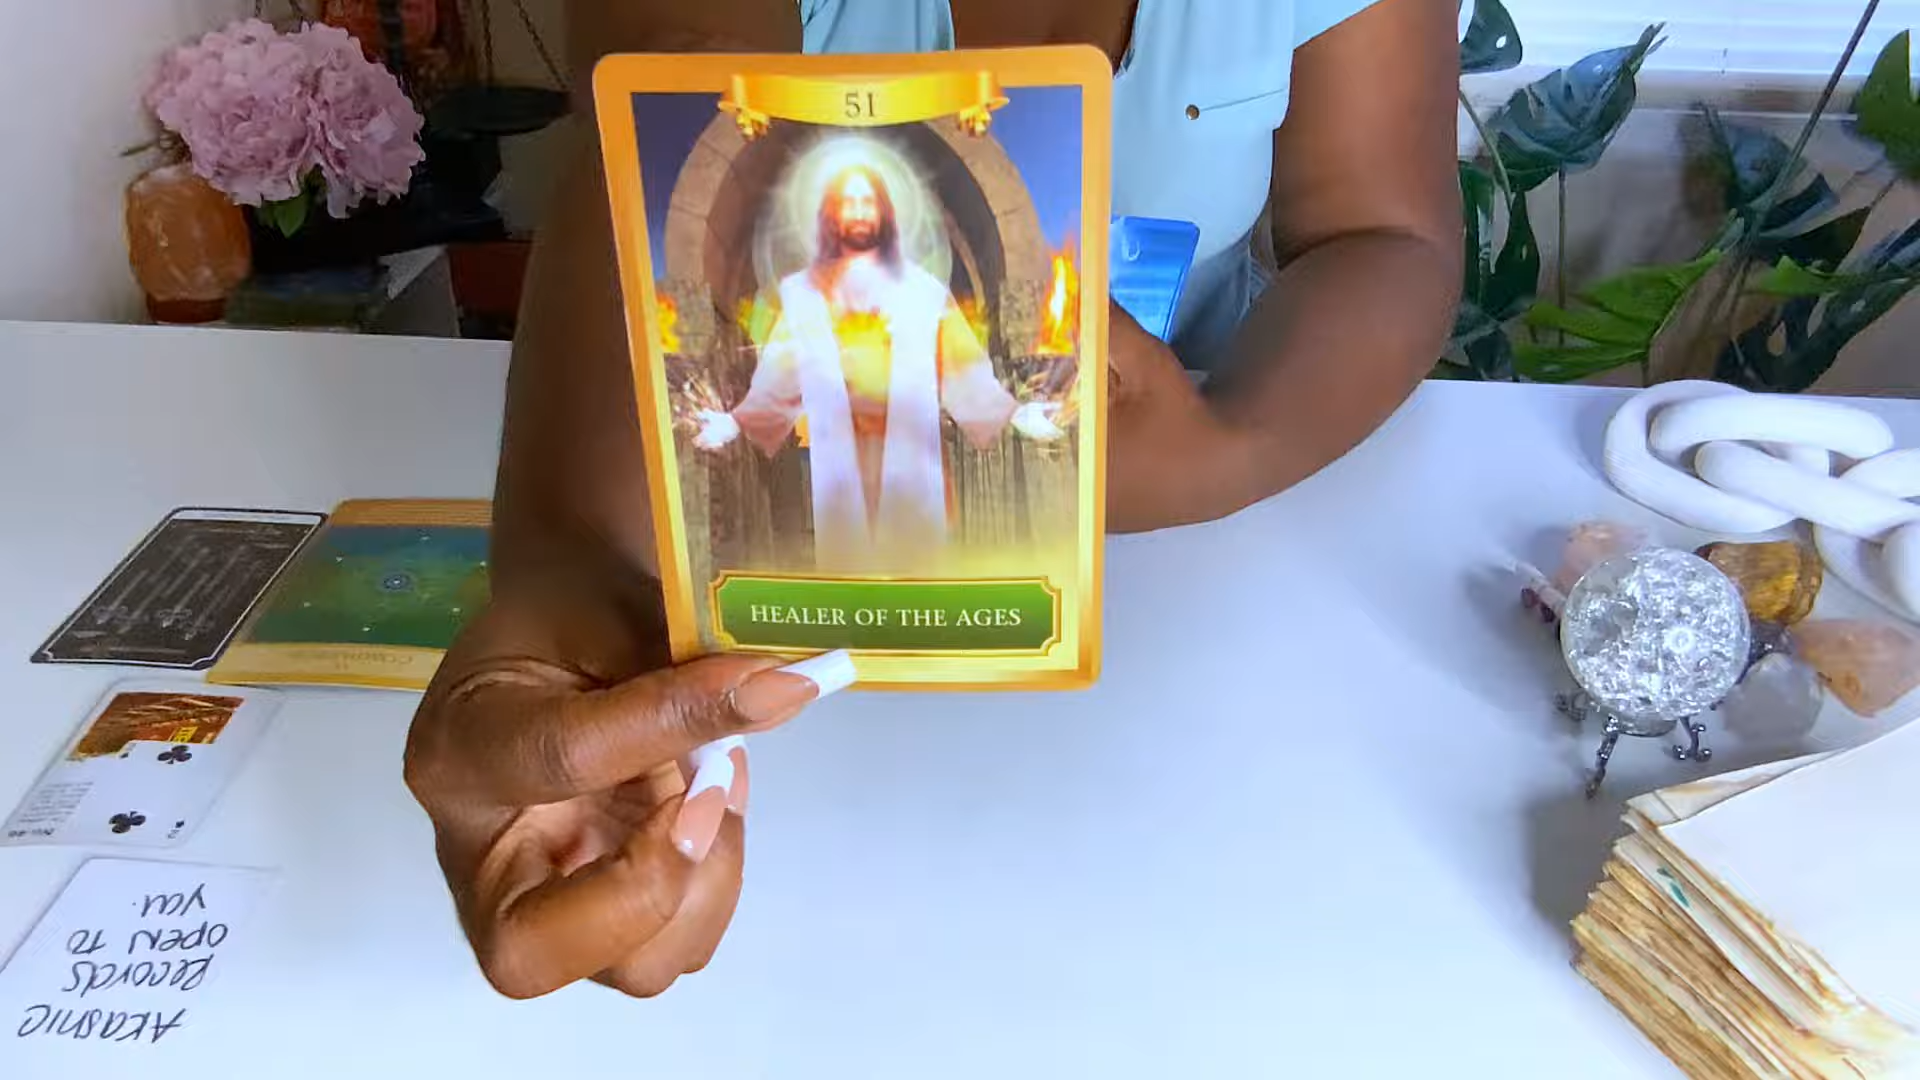 51
HEALER OF THE AGES
AKASHIC
Records
open to
you.